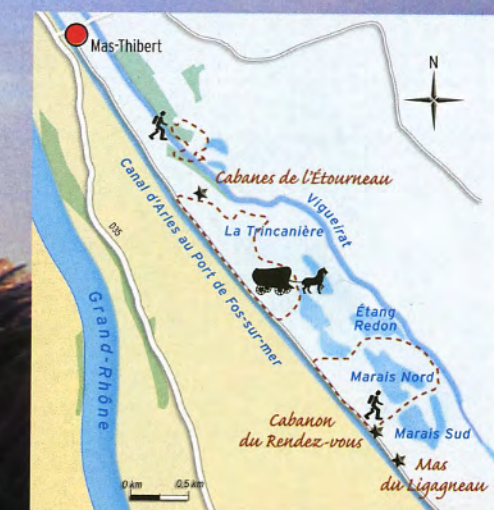 Mas-Thibert
N
Cabanes de l'Étourneau
Vigueirat
La Trincanière
Canal d'Arles au Port de Fos-sur-mer
D35
Grand-Rhône
Étang
Redon
Marais Nord
Cabanon
du Rendez-vous
Marais Sud
Mas
du Ligagneau
0 km
0,5 km